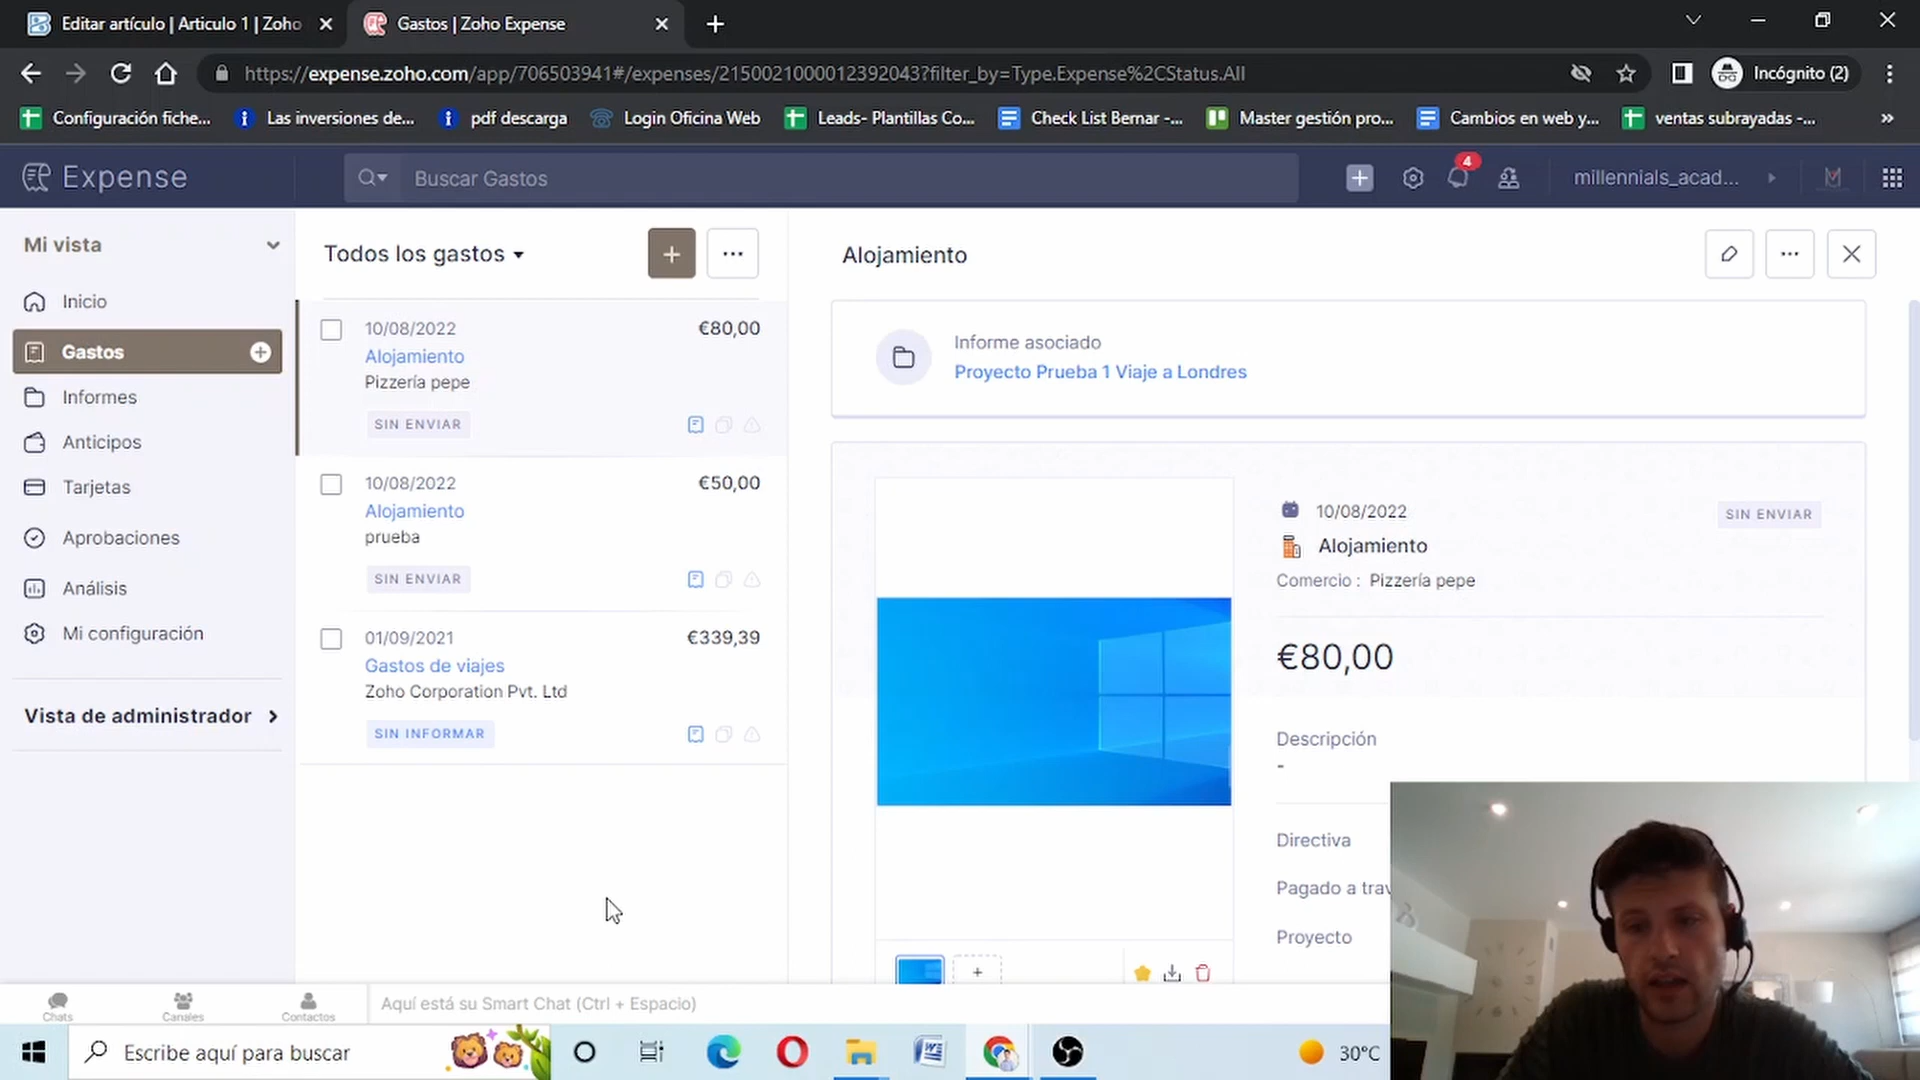 Editar artículo | Articulo 1 | Zoho
Gastos | Zoho Expense
https://expense.zoho.com/app/706503941#/expenses/2150021000012392043?filter_by=Type.Expense%2CStatus.All
Incógnito (2)
Configuración fiche...
Las inversiones de...
pdf descarga
Login Oficina Web
Leads- Plantillas Co...
Check List Bernar -...
Master gestión pro...
Cambios en web y...
ventas subrayadas -...
»
Expense
Buscar Gastos
4
millennials_acad...
Mi vista
Inicio
Gastos
Informes
Anticipos
Tarjetas
Aprobaciones
Análisis
Mi configuración
Vista de administrador
Todos los gastos
10/08/2022 €80,00
Alojamiento
Pizzería pepe
SIN ENVIAR
10/08/2022 €50,00
Alojamiento
prueba
SIN ENVIAR
01/09/2021 €339,39
Gastos de viajes
Zoho Corporation Pvt. Ltd
SIN INFORMAR
Alojamiento
Informe asociado
Proyecto Prueba 1 Viaje a Londres
10/08/2022
SIN ENVIAR
Alojamiento
Comercio : Pizzería pepe
€80,00
Descripción
-
Directiva
Pagado a trav
Proyecto
Chats
Canales
Contactos
Aquí está su Smart Chat (Ctrl + Espacio)
Escribe aquí para buscar
30°C